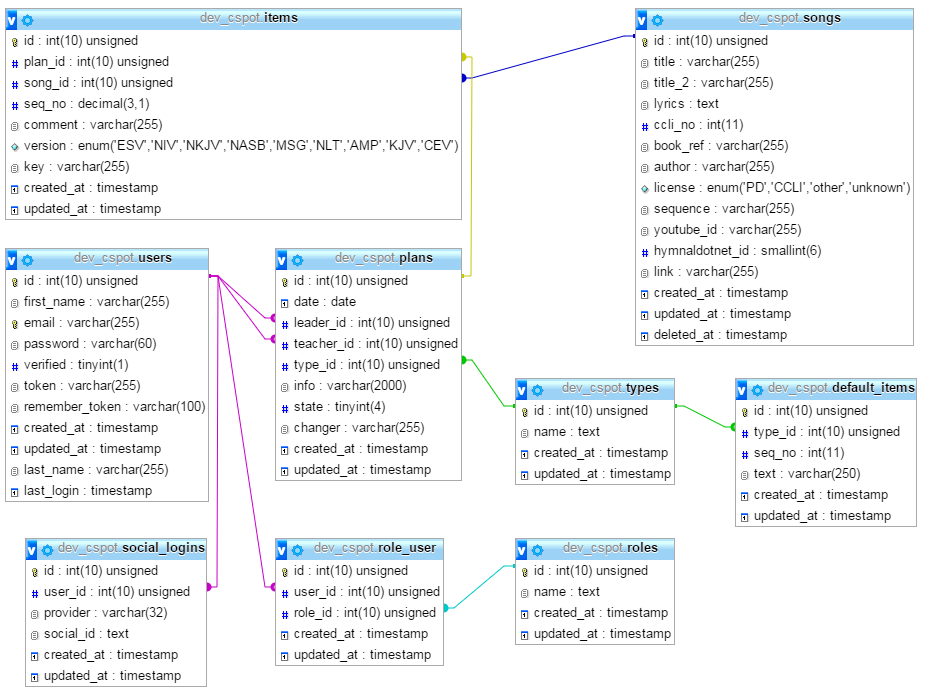 dev_cspot.items
id : int(10) unsigned
plan_id : int(10) unsigned
song_id : int(10) unsigned
seq_no : decimal(3,1)
comment : varchar(255)
version : enum('ESV','NIV','NKJV','NASB','MSG','NLT','AMP','KJV','CEV')
key : varchar(255)
created_at : timestamp
updated_at : timestamp
dev_cspot.songs
id : int(10) unsigned
title : varchar(255)
title_2 : varchar(255)
lyrics : text
ccli_no : int(11)
book_ref : varchar(255)
author : varchar(255)
license : enum('PD','CCLI','other','unknown')
sequence : varchar(255)
youtube_id : varchar(255)
hymnaldotnet_id : smallint(6)
link : varchar(255)
created_at : timestamp
updated_at : timestamp
deleted_at : timestamp
dev_cspot.users
id : int(10) unsigned
first_name : varchar(255)
email : varchar(255)
password : varchar(60)
verified : tinyint(1)
token : varchar(255)
remember_token : varchar(100)
created_at : timestamp
updated_at : timestamp
last_name : varchar(255)
last_login : timestamp
dev_cspot.plans
id : int(10) unsigned
date : date
leader_id : int(10) unsigned
teacher_id : int(10) unsigned
type_id : int(10) unsigned
info : varchar(2000)
state : tinyint(4)
changer : varchar(255)
created_at : timestamp
updated_at : timestamp
dev_cspot.types
id : int(10) unsigned
name : text
created_at : timestamp
updated_at : timestamp
dev_cspot.default_items
id : int(10) unsigned
type_id : int(10) unsigned
seq_no : int(11)
text : varchar(250)
created_at : timestamp
updated_at : timestamp
dev_cspot.social_logins
id : int(10) unsigned
user_id : int(10) unsigned
provider : varchar(32)
social_id : text
created_at : timestamp
updated_at : timestamp
dev_cspot.role_user
id : int(10) unsigned
user_id : int(10) unsigned
role_id : int(10) unsigned
created_at : timestamp
updated_at : timestamp
dev_cspot.roles
id : int(10) unsigned
name : text
created_at : timestamp
updated_at : timestamp